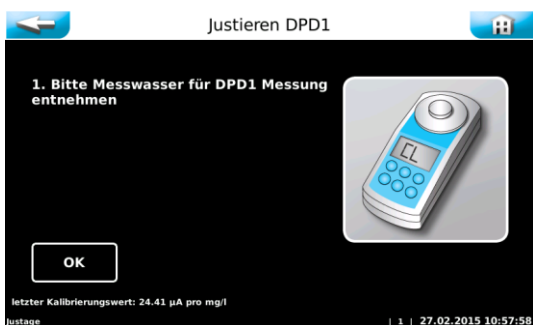 Justieren DPD1
1. Bitte Messwasser für DPD1 Messung
entnehmen
CL
OK
letzter Kalibrierungswert: 24.41 µA pro mg/l
Justage | 1 | 27.02.2015 10:57:58